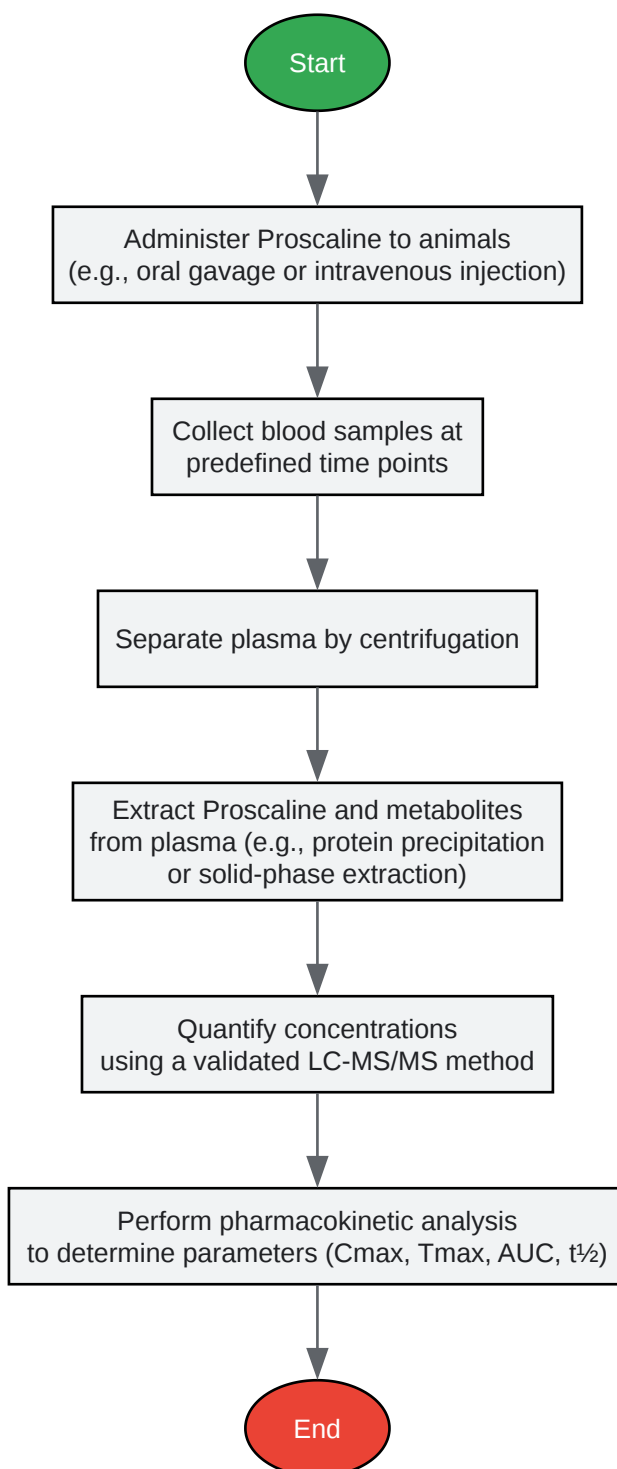 Start
Administer Proscaline to animals
(e.g., oral gavage or intravenous injection)
Collect blood samples at
predefined time points
Separate plasma by centrifugation
Extract Proscaline and metabolites
from plasma (e.g., protein precipitation
or solid-phase extraction)
Quantify concentrations
using a validated LC-MS/MS method
Perform pharmacokinetic analysis
to determine parameters (Cmax, Tmax, AUC, t½)
End